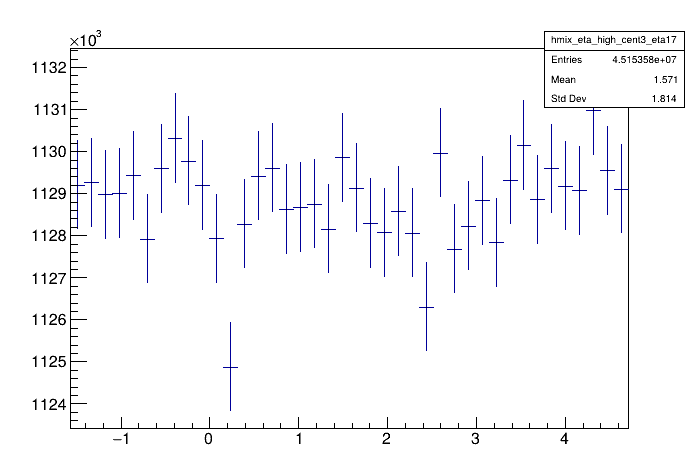 ×10³
hmix_eta_high_cent3_eta17
Entries 4.515358e+07
Mean 1.571
Std Dev 1.814
1132
1131
1130
1129
1128
1127
1126
1125
1124
−1 0 1 2 3 4